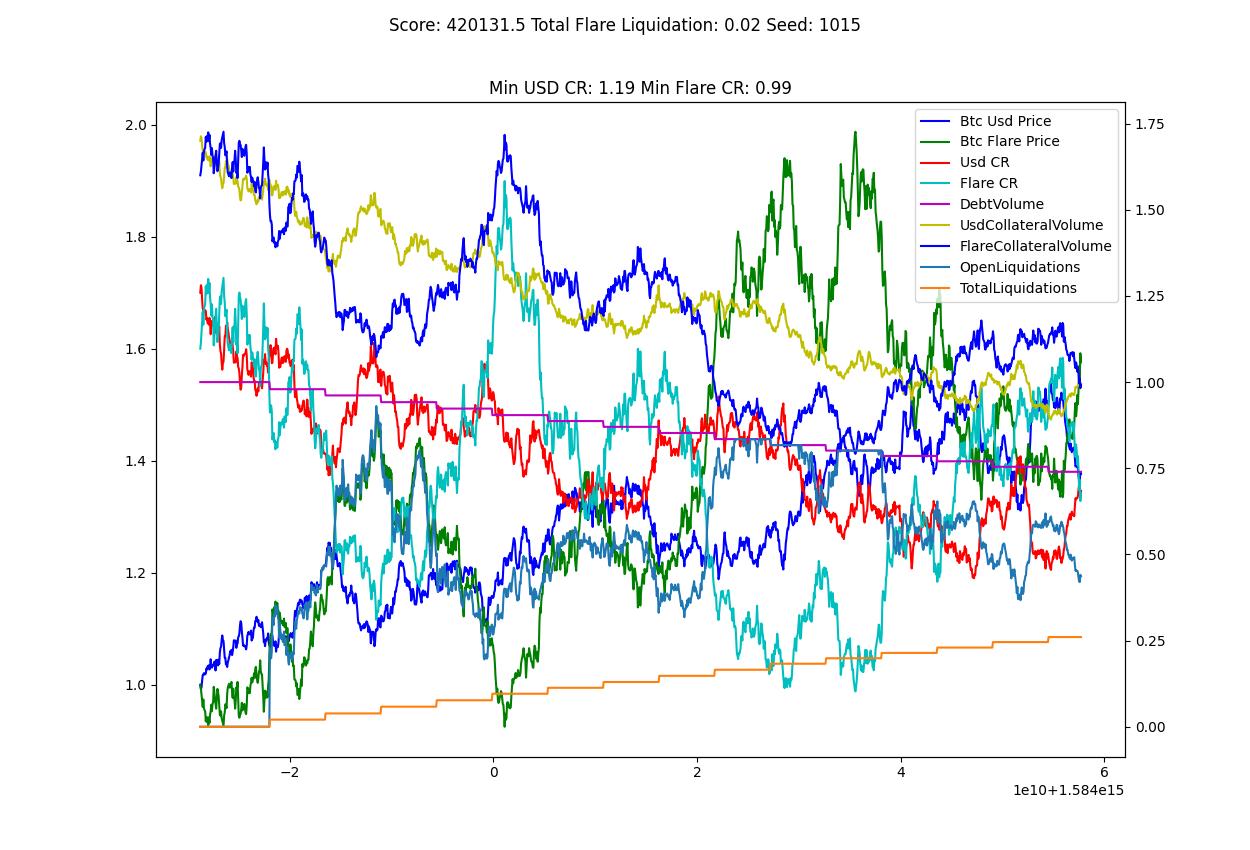 Score: 420131.5 Total Flare Liquidation: 0.02 Seed: 1015
Min USD CR: 1.19 Min Flare CR: 0.99
Btc Usd Price
Btc Flare Price
Usd CR
Flare CR
DebtVolume
UsdCollateralVolume
FlareCollateralVolume
OpenLiquidations
TotalLiquidations
2.0
1.8
1.6
1.4
1.2
1.0
1.75
1.50
1.25
1.00
0.75
0.50
0.25
0.00
−2
0
2
4
6
1e10+1.584e15